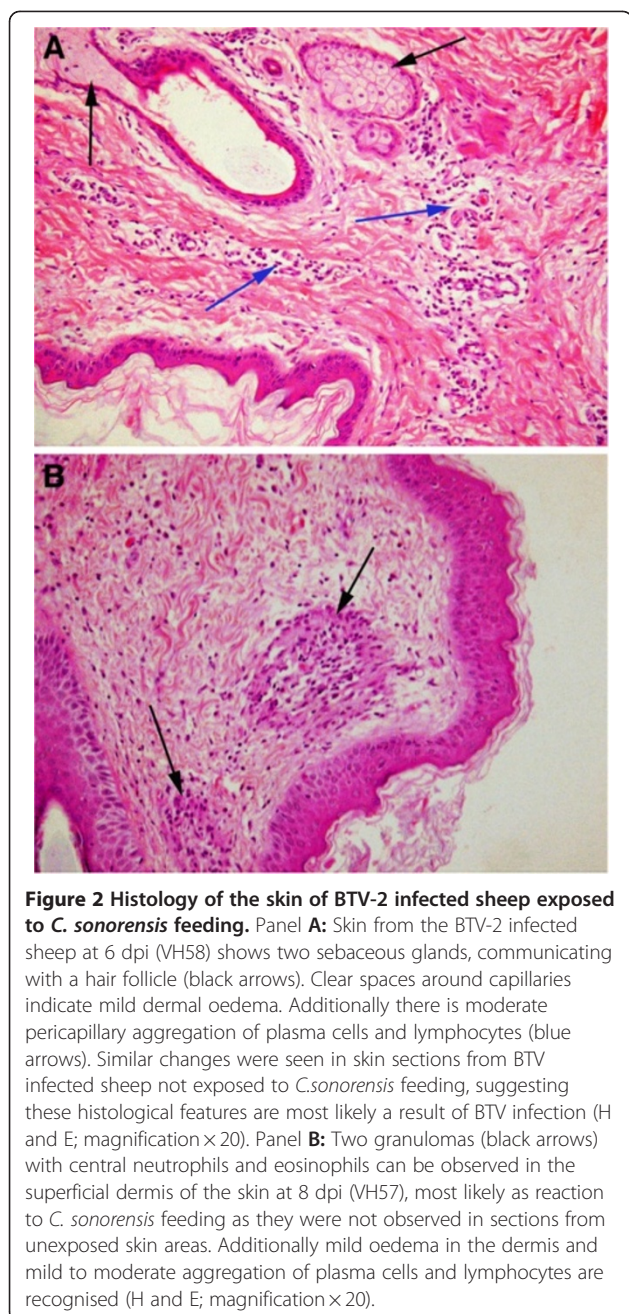 A
B
Figure 2 Histology of the skin of BTV-2 infected sheep exposed
to C. sonorensis feeding. Panel A: Skin from the BTV-2 infected
sheep at 6 dpi (VH58) shows two sebaceous glands, communicating
with a hair follicle (black arrows). Clear spaces around capillaries
indicate mild dermal oedema. Additionally there is moderate
pericapillary aggregation of plasma cells and lymphocytes (blue
arrows). Similar changes were seen in skin sections from BTV
infected sheep not exposed to C.sonorensis feeding, suggesting
these histological features are most likely a result of BTV infection (H
and E; magnification × 20). Panel B: Two granulomas (black arrows)
with central neutrophils and eosinophils can be observed in the
superficial dermis of the skin at 8 dpi (VH57), most likely as reaction
to C. sonorensis feeding as they were not observed in sections from
unexposed skin areas. Additionally mild oedema in the dermis and
mild to moderate aggregation of plasma cells and lymphocytes are
recognised (H and E; magnification × 20).